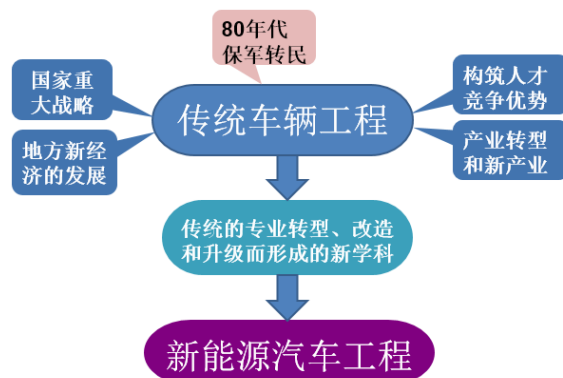 80年代
保军转民
国家重
大战略
构筑人才
竞争优势
传统车辆工程
地方新经
济的发展
产业转型
和新产业
传统的专业转型、改造
和升级而形成的新学科
新能源汽车工程